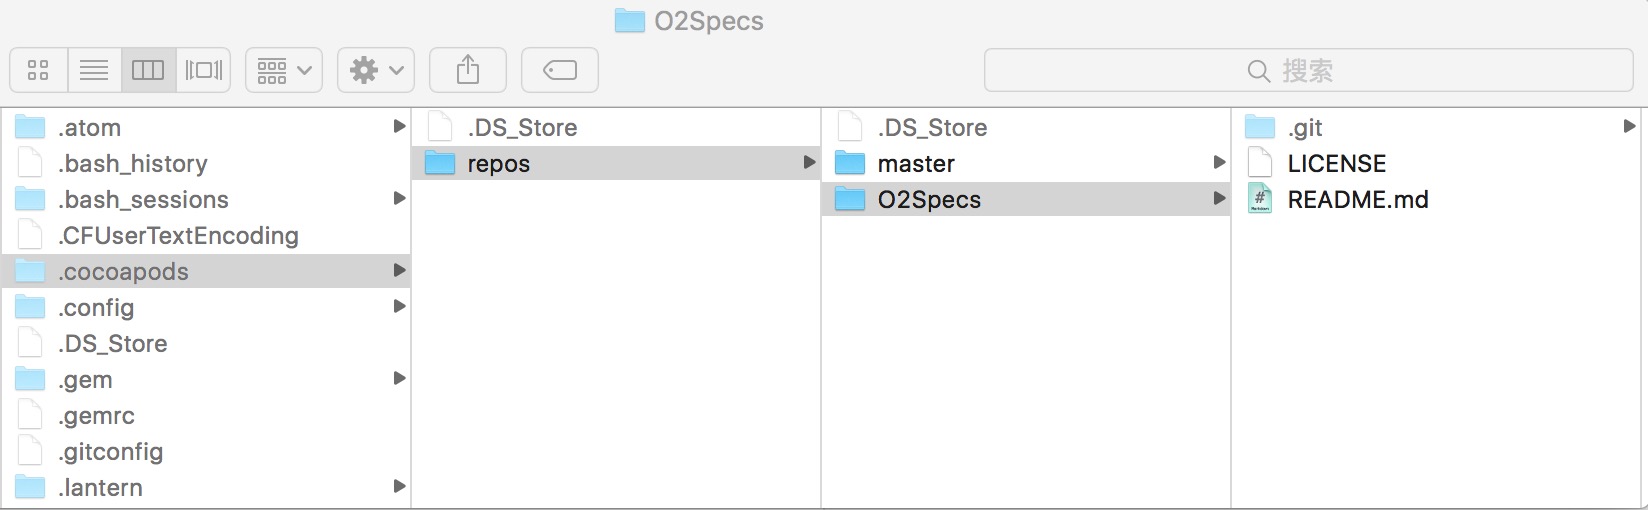 O2Specs
搜索
.atom
.bash_history
.bash_sessions
.CFUserTextEncoding
.cocoapods
.config
.DS_Store
.gem
.gemrc
.gitconfig
.lantern
.DS_Store
repos
.DS_Store
master
O2Specs
.git
LICENSE
#
README.md